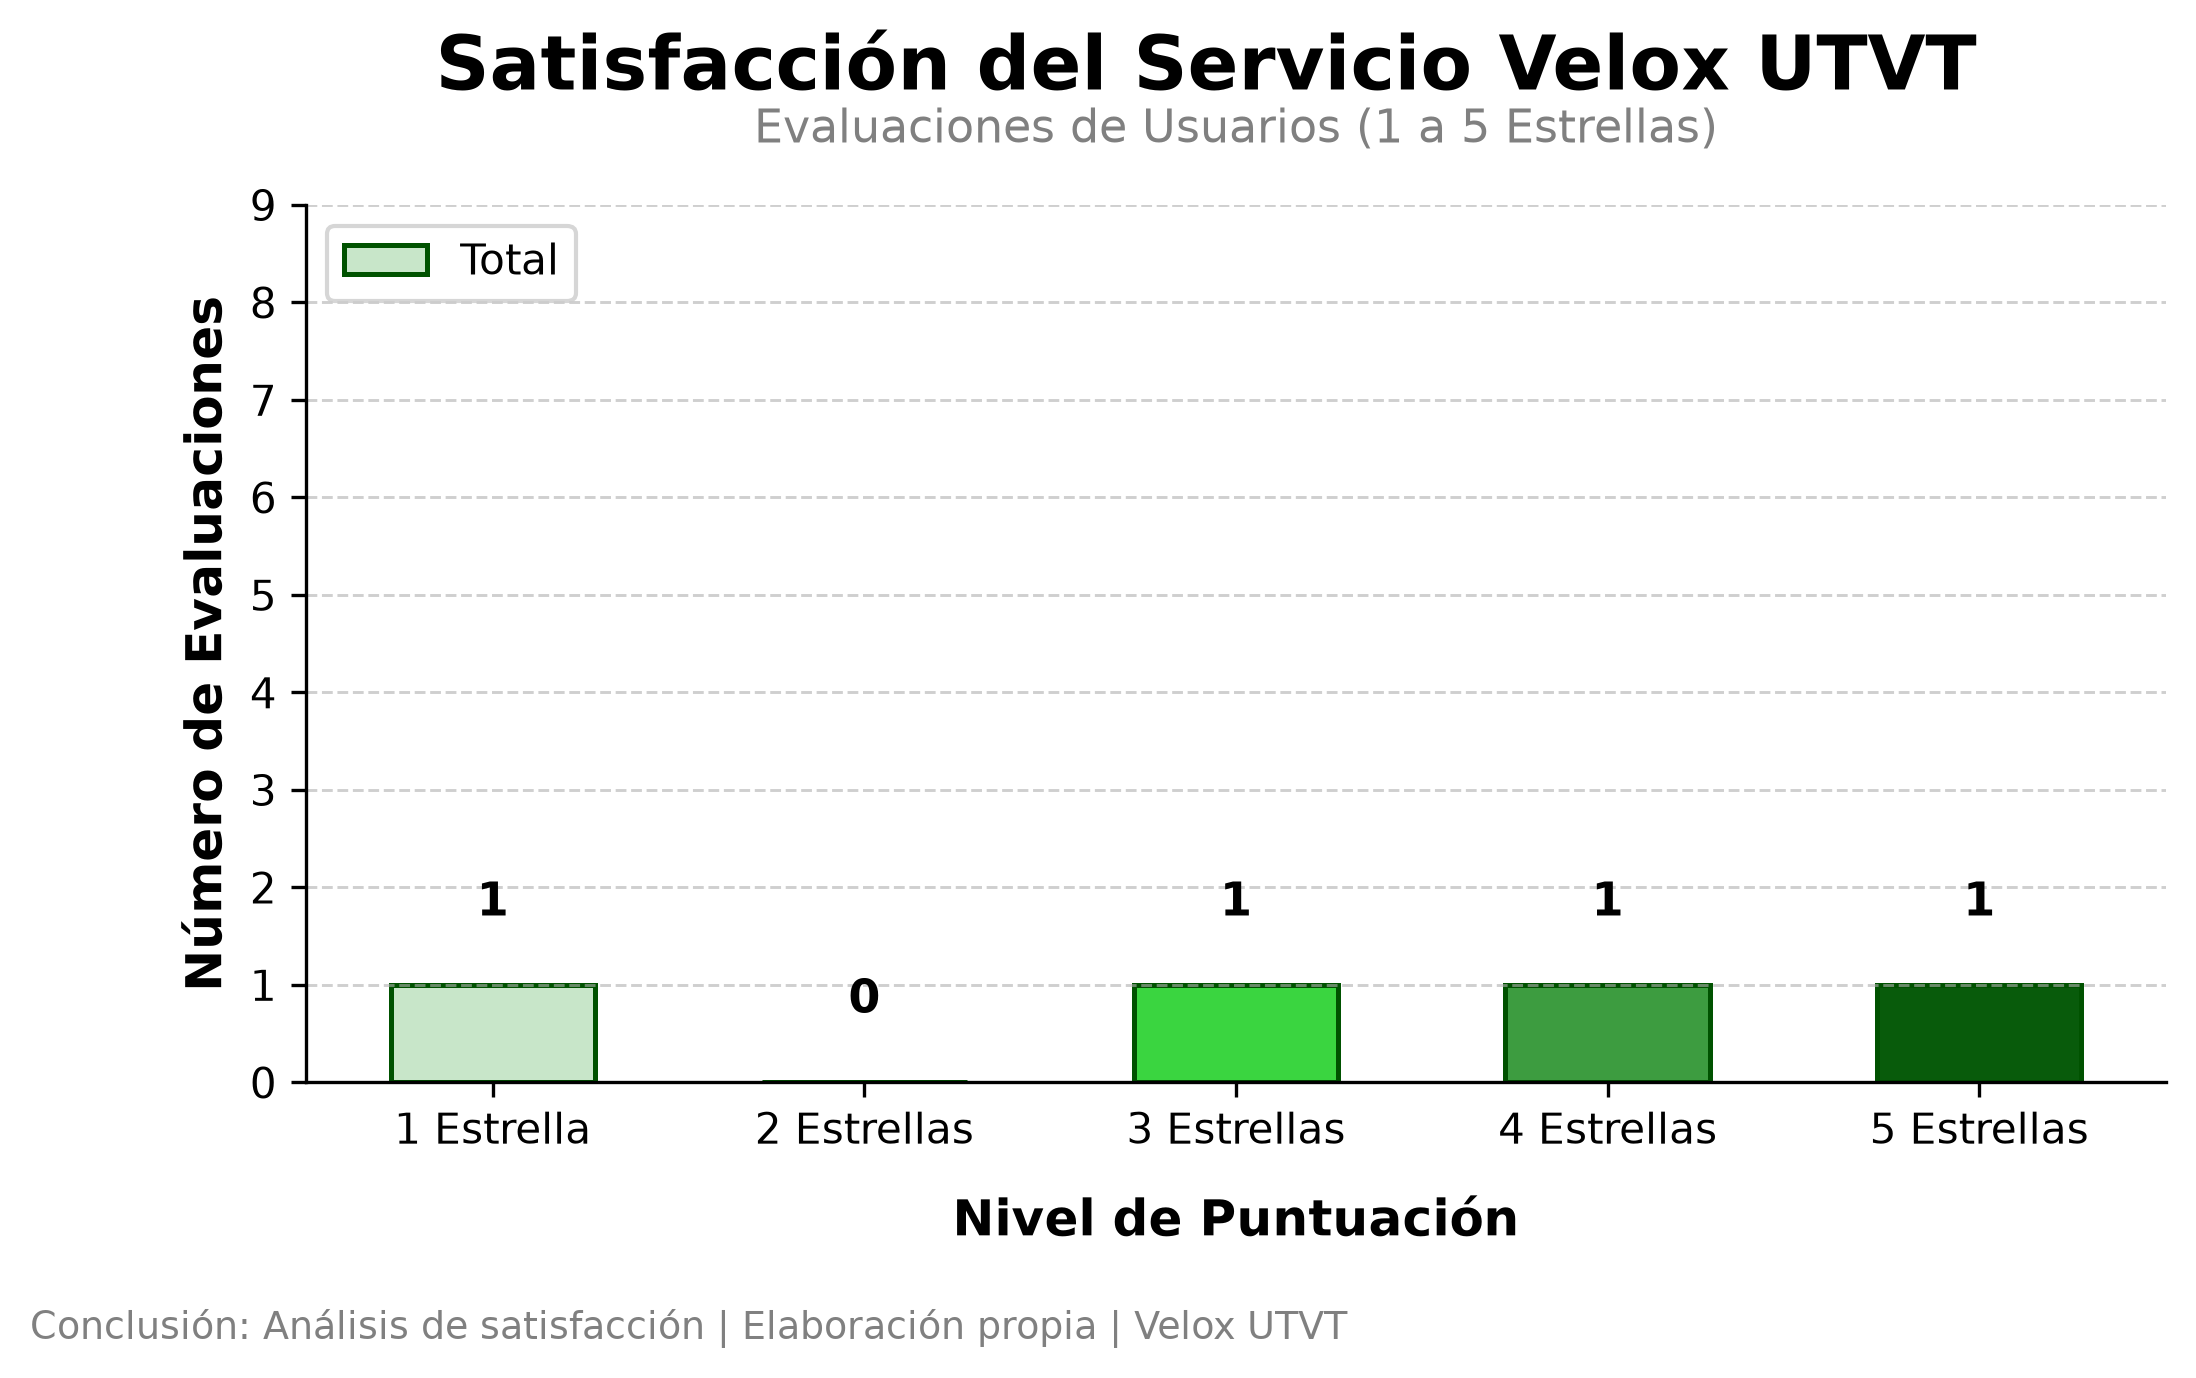 Satisfacción del Servicio Velox UTVT
Evaluaciones de Usuarios (1 a 5 Estrellas)
Total
Número de Evaluaciones
9
8
7
6
5
4
3
2
1
0
1
0
1
1
1
1 Estrella
2 Estrellas
3 Estrellas
4 Estrellas
5 Estrellas
Nivel de Puntuación
Conclusión: Análisis de satisfacción | Elaboración propia | Velox UTVT